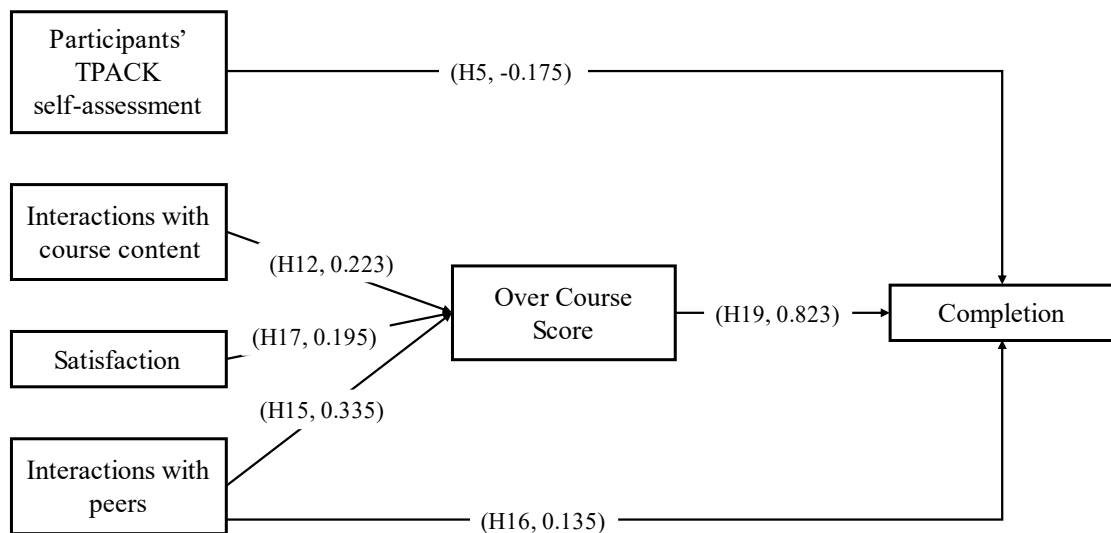 Participants’
TPACK
self-assessment
(H5, -0.175)
Interactions with
course content
(H12, 0.223)
Over Course
Score
(H19, 0.823)
Completion
(H17, 0.195)
Satisfaction
(H15, 0.335)
Interactions with
peers
(H16, 0.135)